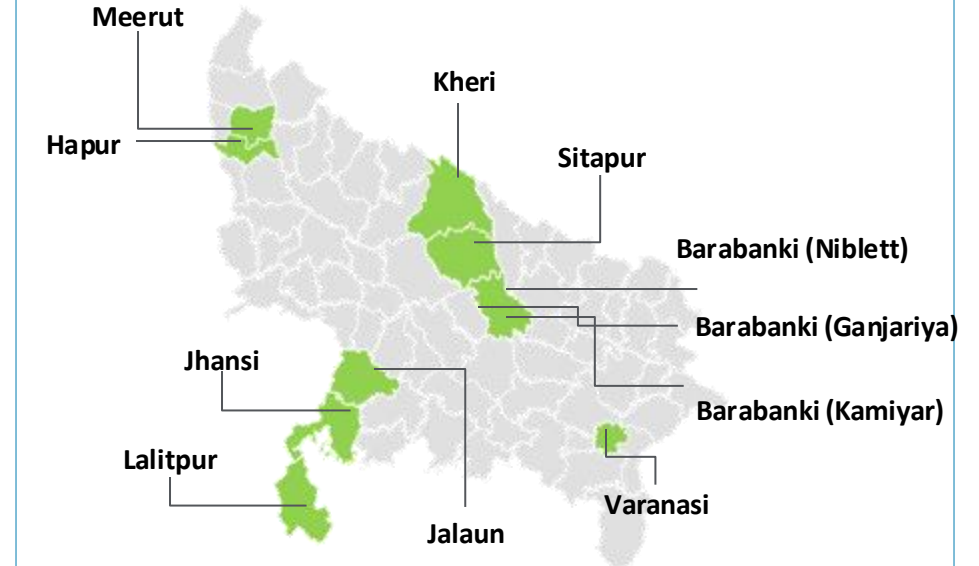 Meerut
Kheri
Hapur
Sitapur
Barabanki (Niblett)
Barabanki (Ganjariya)
Jhansi
Barabanki (Kamiyar)
Lalitpur
Varanasi
Jalaun